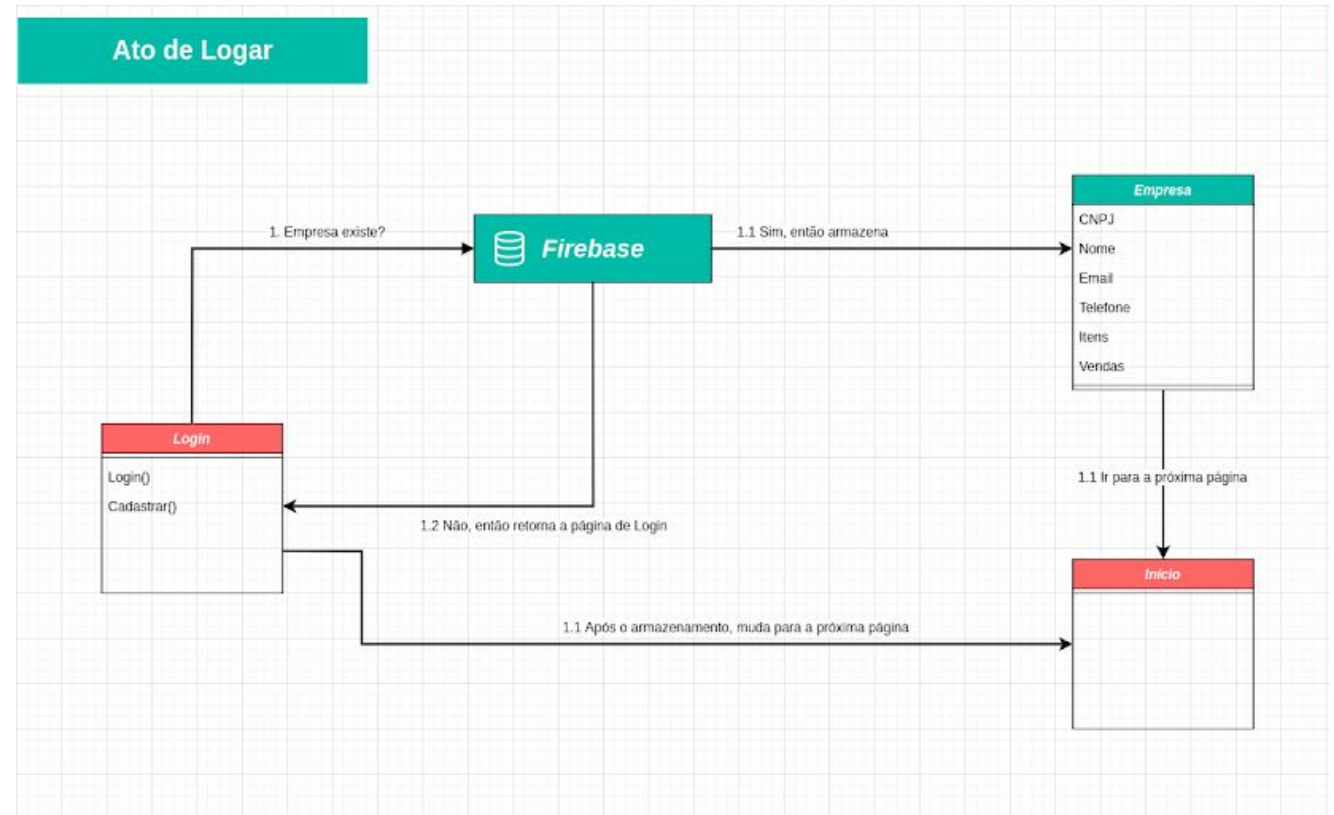 Ato de Logar
Empresa
CNPJ
1. Empresa existe?
1.1 Sim, então armazena
Firebase
Nome
Email
Telefone
Itens
Vendas
Login
Login()
1.1 Ir para a próxima página
Cadastrar()
1.2 Não, então retorna a página de Login
Início
1.1 Após o armazenamento, muda para a próxima página